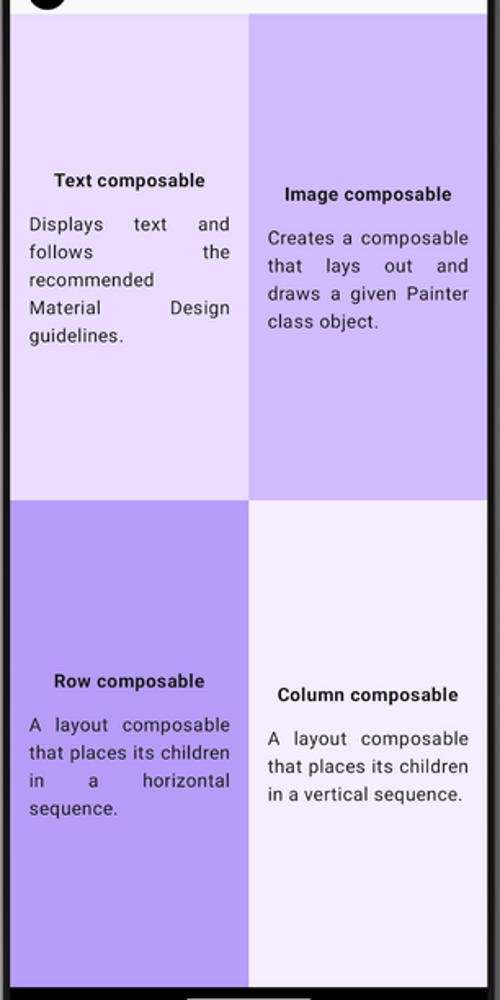 Text composable
Displays text and
follows the
recommended
Material Design
guidelines.
Image composable
Creates a composable
that lays out and
draws a given Painter
class object.
Row composable
A layout composable
that places its children
in a horizontal
sequence.
Column composable
A layout composable
that places its children
in a vertical sequence.